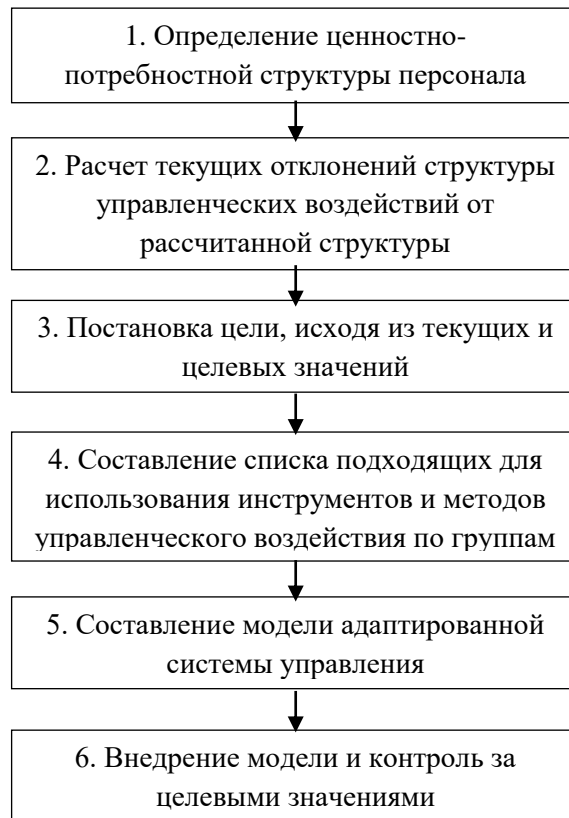 1. Определение ценностно-
потребностной структуры персонала
2. Расчет текущих отклонений структуры
управленческих воздействий от
рассчитанной структуры
3. Постановка цели, исходя из текущих и
целевых значений
4. Составление списка подходящих для
использования инструментов и методов
управленческого воздействия по группам
5. Составление модели адаптированной
системы управления
6. Внедрение модели и контроль за
целевыми значениями